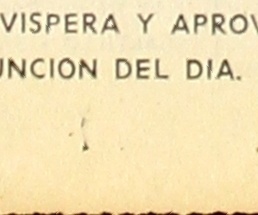 VISPERA Y APROV
UNCION DEL DIA.